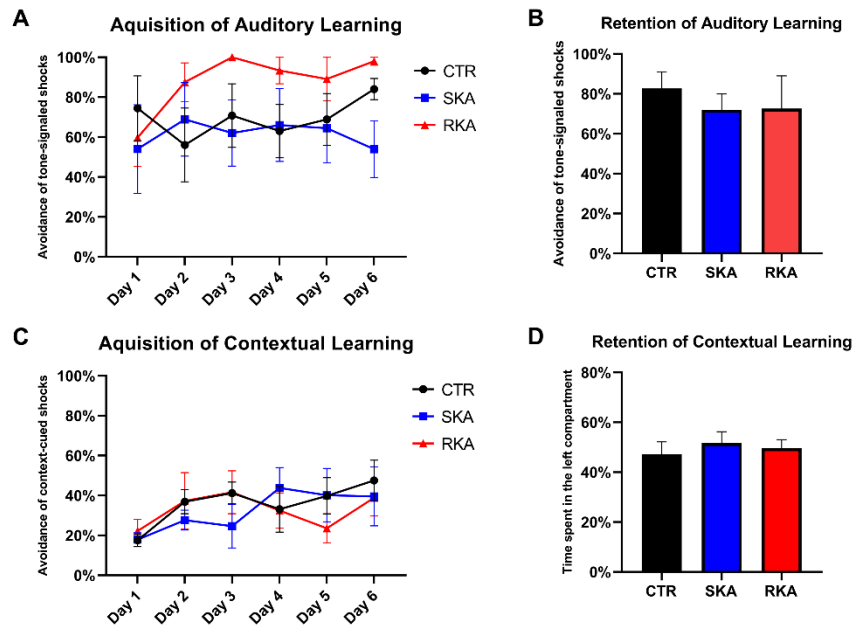 A
Aquisition of Auditory Learning
Avoidance of tone-signaled shocks
100%
80%
60%
40%
20%
0%
Day 1
Day 2
Day 3
Day 4
Day 5
Day 6
CTR
SKA
RKA
B
Retention of Auditory Learning
Avoidance of tone-signaled shocks
100%
80%
60%
40%
20%
0%
CTR
SKA
RKA
C
Aquisition of Contextual Learning
Avoidance of context-cued shocks
100%
80%
60%
40%
20%
0%
Day 1
Day 2
Day 3
Day 4
Day 5
Day 6
CTR
SKA
RKA
D
Retention of Contextual Learning
Time spent in the left compartment
80%
60%
40%
20%
0%
CTR
SKA
RKA